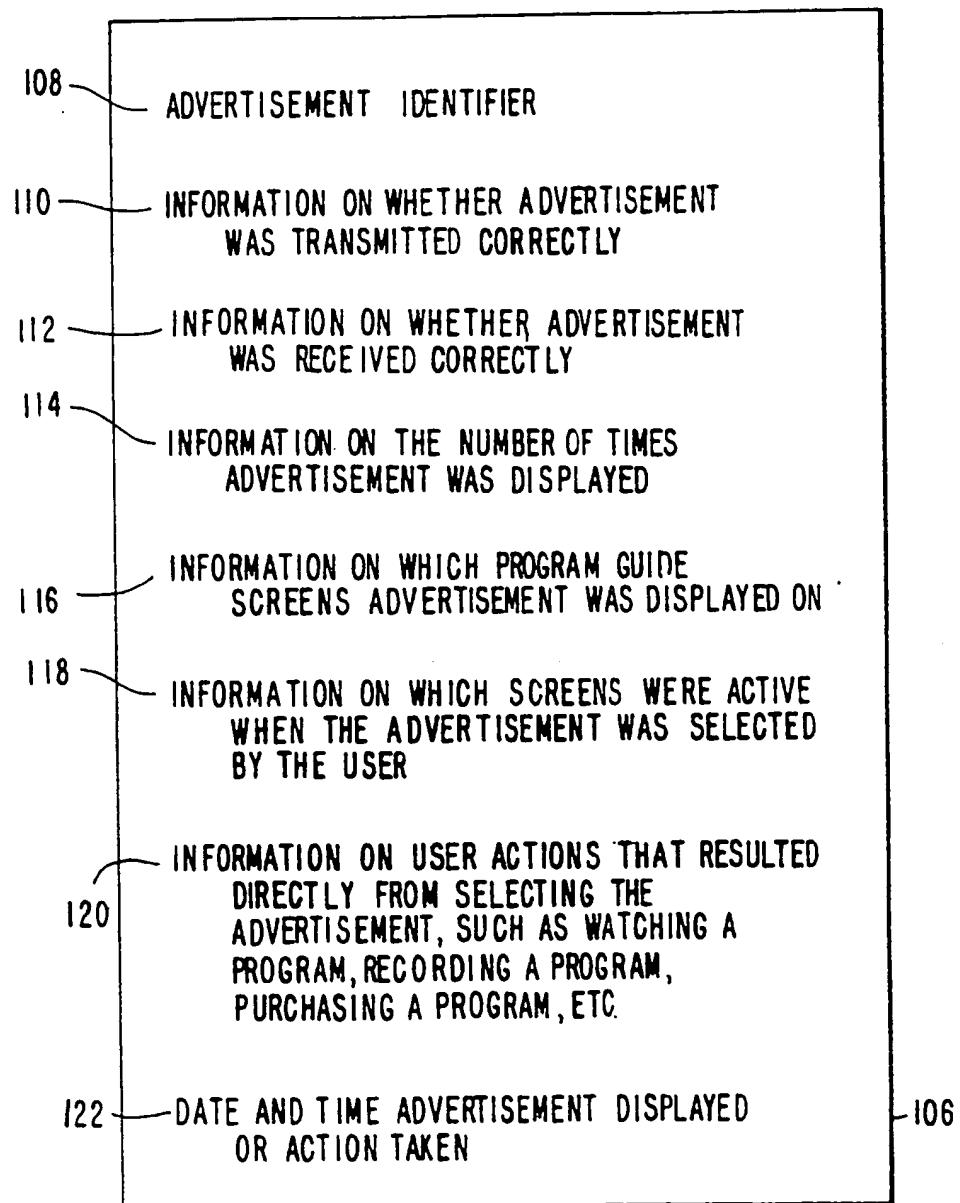 108
ADVERTISEMENT IDENTIFIER
110
INFORMATION ON WHETHER ADVERTISEMENT
WAS TRANSMITTED CORRECTLY
112
INFORMATION ON WHETHER ADVERTISEMENT
WAS RECEIVED CORRECTLY
114
INFORMATION ON THE NUMBER OF TIMES
ADVERTISEMENT WAS DISPLAYED
116
INFORMATION ON WHICH PROGRAM GUIDE
SCREENS ADVERTISEMENT WAS DISPLAYED ON
118
INFORMATION ON WHICH SCREENS WERE ACTIVE
WHEN THE ADVERTISEMENT WAS SELECTED
BY THE USER
120
INFORMATION ON USER ACTIONS THAT RESULTED
DIRECTLY FROM SELECTING THE
ADVERTISEMENT, SUCH AS WATCHING A
PROGRAM, RECORDING A PROGRAM,
PURCHASING A PROGRAM, ETC.
122
DATE AND TIME ADVERTISEMENT DISPLAYED
OR ACTION TAKEN
106